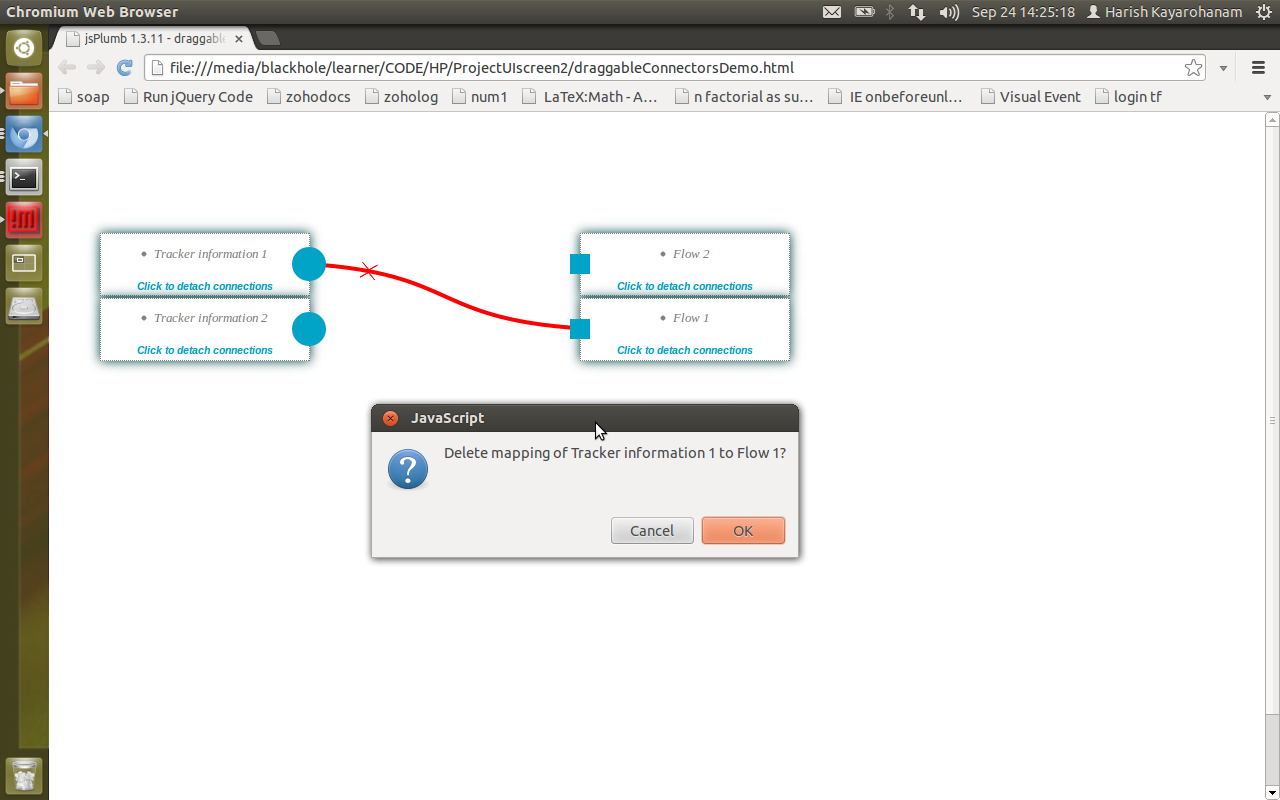 Chromium Web Browser
Sep 24 14:25:18
Harish Kayarohanam
jsPlumb 1.3.11 - draggabl
file:///media/blackhole/learner/CODE/HP/ProjectUIscreen2/draggableConnectorsDemo.html
soap
Run jQuery Code
zohodocs
zoholog
num1
LaTeX:Math - A…
n factorial as su…
IE onbeforeunl…
Visual Event
login tf
Tracker information 1
Click to detach connections
Tracker information 2
Click to detach connections
Flow 2
Click to detach connections
Flow 1
Click to detach connections
JavaScript
Delete mapping of Tracker information 1 to Flow 1?
Cancel
OK